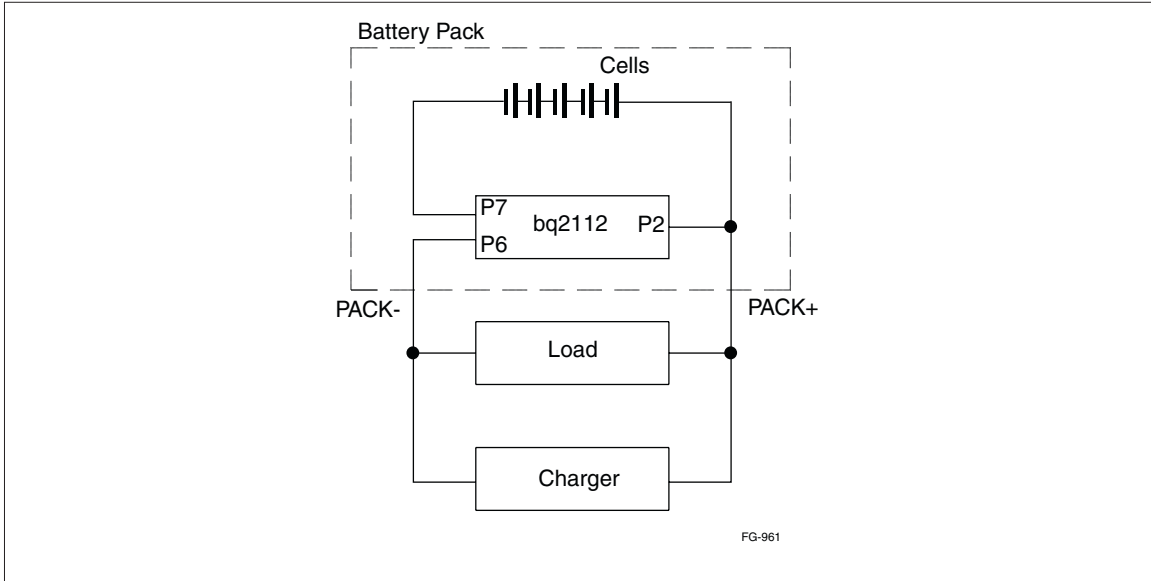 Battery Pack
Cells
P7
bq2112
P2
P6
PACK-
PACK+
Load
Charger
FG-961